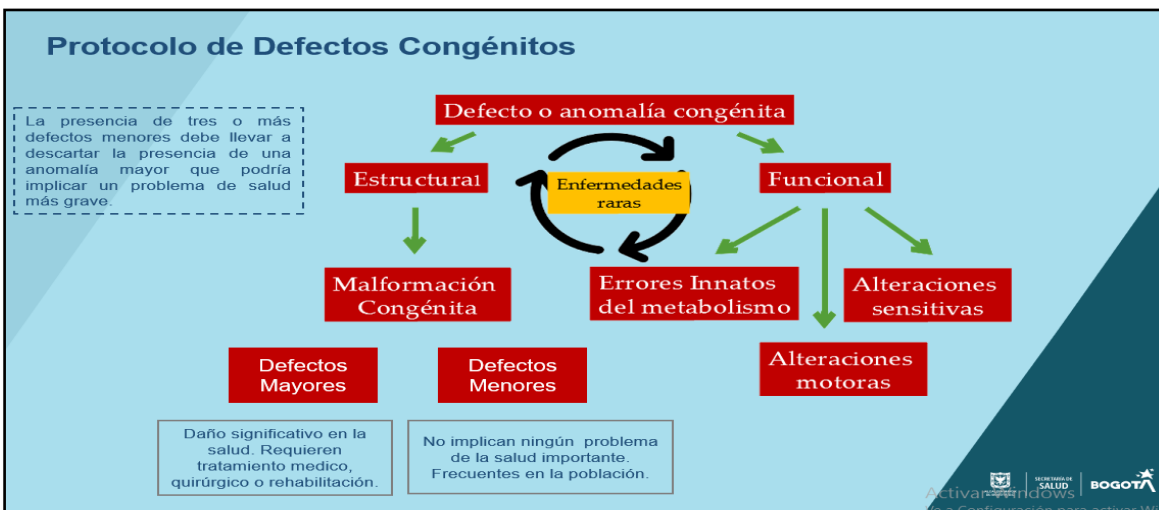 Protocolo de Defectos Congénitos
La presencia de tres o más
defectos menores debe llevar a
descartar la presencia de una
anomalía mayor que podría
implicar un problema de salud
más grave.
Defecto o anomalía congénita
Estructural
Enfermedades
raras
Funcional
Malformación
Congénita
Errores Innatos
del metabolismo
Alteraciones
sensitivas
Alteraciones
motoras
Defectos
Mayores
Defectos
Menores
Daño significativo en la
salud. Requieren
tratamiento medico,
quirúrgico o rehabilitación.
No implican ningún problema
de la salud importante.
Frecuentes en la población.
SECRETARÍA DE
SALUD
BOGOTÁ
Activar Windows